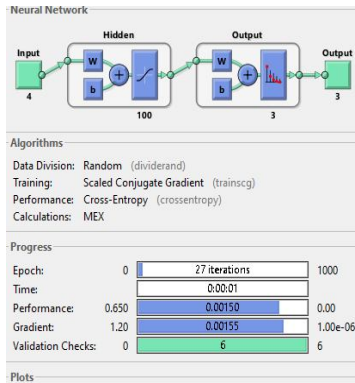 Neural Network
Hidden Output
Input Output
W W
b b
4 3
100 3
Algorithms
Data Division: Random (dividerand)
Training: Scaled Conjugate Gradient (trainscg)
Performance: Cross-Entropy (crossentropy)
Calculations: MEX
Progress
Epoch: 0 27 iterations 1000
Time: 0:00:01
Performance: 0.650 0.00150 0.00
Gradient: 1.20 0.00155 1.00e-06
Validation Checks: 0 6 6
Plots